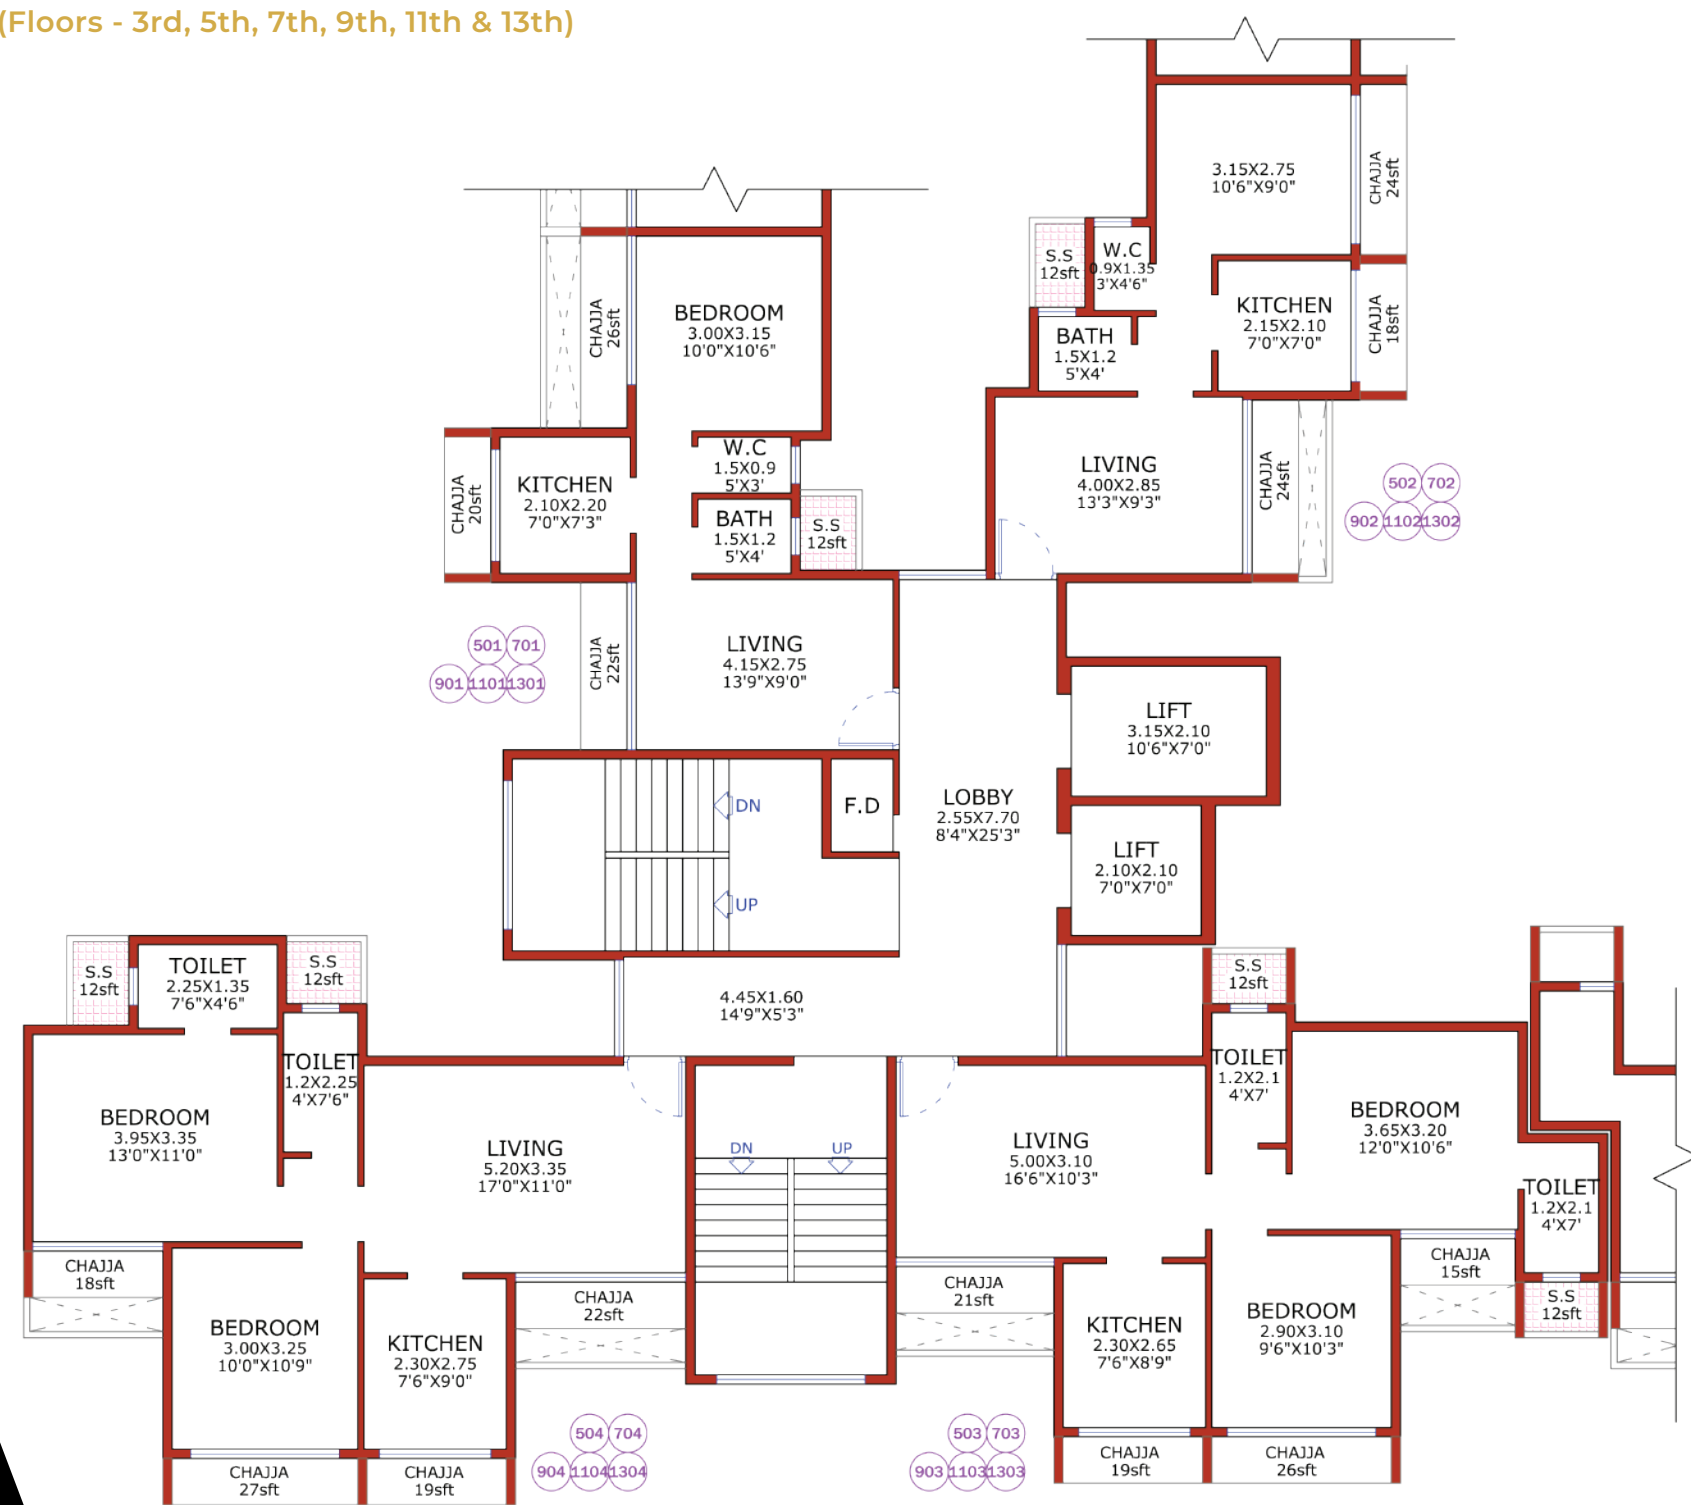 (Floors - 3rd, 5th, 7th, 9th, 11th & 13th)
3.15X2.75
10'6"X9'0"
CHAJJA
24sft
S.S
12sft
W.C
0.9X1.35
3'X4'6"
KITCHEN
2.15X2.10
7'0"X7'0"
CHAJJA
18sft
BATH
1.5X1.2
5'X4'
LIVING
4.00X2.85
13'3"X9'3"
CHAJJA
24sft
502 702
902 1102 1302
BEDROOM
3.00X3.15
10'0"X10'6"
CHAJJA
26sft
W.C
1.5X0.9
5'X3'
KITCHEN
2.10X2.20
7'0"X7'3"
CHAJJA
20sft
BATH
1.5X1.2
5'X4'
S.S
12sft
LIVING
4.15X2.75
13'9"X9'0"
CHAJJA
22sft
501 701
901 1101 1301
LIFT
3.15X2.10
10'6"X7'0"
LOBBY
2.55X7.70
8'4"X25'3"
F.D
DN
UP
LIFT
2.10X2.10
7'0"X7'0"
4.45X1.60
14'9"X5'3"
S.S
12sft
TOILET
2.25X1.35
7'6"X4'6"
S.S
12sft
TOILET
1.2X2.25
4'X7'6"
BEDROOM
3.95X3.35
13'0"X11'0"
LIVING
5.20X3.35
17'0"X11'0"
CHAJJA
18sft
BEDROOM
3.00X3.25
10'0"X10'9"
KITCHEN
2.30X2.75
7'6"X9'0"
CHAJJA
22sft
CHAJJA
27sft
CHAJJA
19sft
504 704
904 1104 1304
DN
UP
S.S
12sft
TOILET
1.2X2.1
4'X7'
LIVING
5.00X3.10
16'6"X10'3"
BEDROOM
3.65X3.20
12'0"X10'6"
TOILET
1.2X2.1
4'X7'
CHAJJA
15sft
S.S
12sft
CHAJJA
21sft
KITCHEN
2.30X2.65
7'6"X8'9"
BEDROOM
2.90X3.10
9'6"X10'3"
CHAJJA
19sft
CHAJJA
26sft
503 703
903 1103 1303